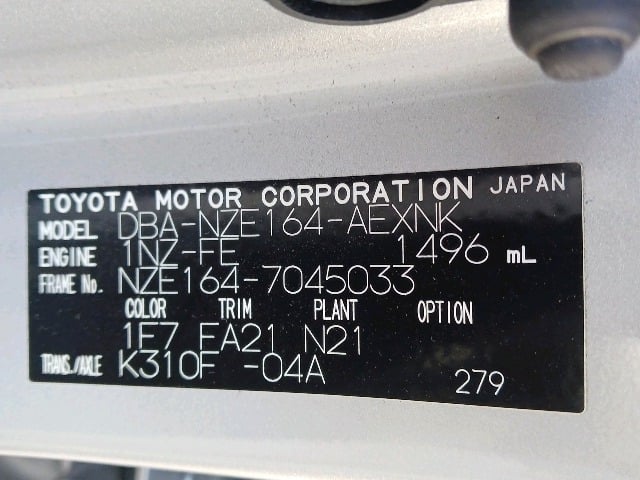 TOYOTA MOTOR CORPORATION JAPAN
MODEL DBA-NZE164-AEXNK
ENGINE 1NZ-FE 1496 mL
FRAME No. NZE164-7045033
COLOR TRIM PLANT OPTION
1F7 FA21 N21
TRANS./AXLE K310F -04A
279